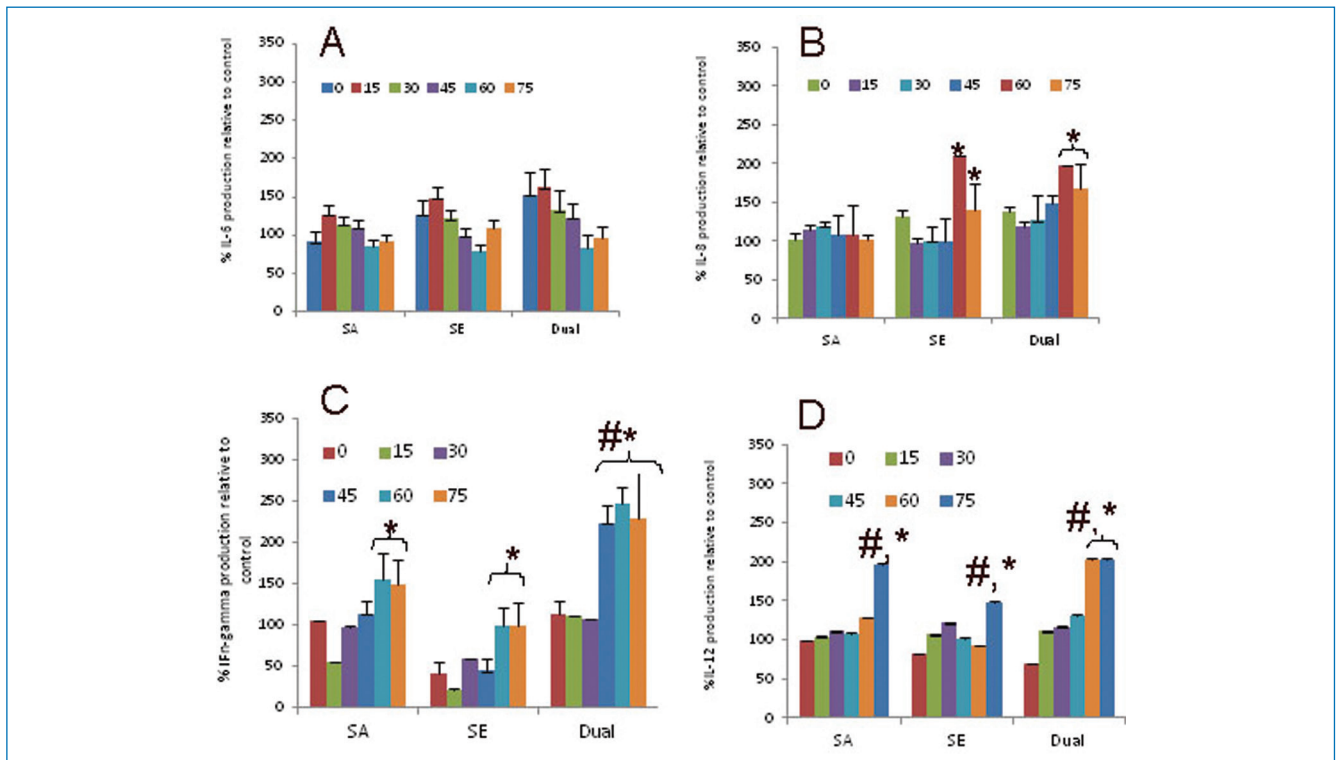 A
% IL-6 production relative to control
350
300
250
200
150
100
50
0
0 15 30 45 60 75
SA SE Dual
B
% IL-8 production relative to control
350
300
250
200
150
100
50
0
0 15 30 45 60 75
* * *
SA SE Dual
C
% IFn-gamma production relative to
control
350
300
250
200
150
100
50
0
0 15 30
45 60 75
* * #*
SA SE Dual
D
%IL-12 production relative to control
350
300
250
200
150
100
50
0
0 15 30
45 60 75
#, * #, * #, *
SA SE Dual